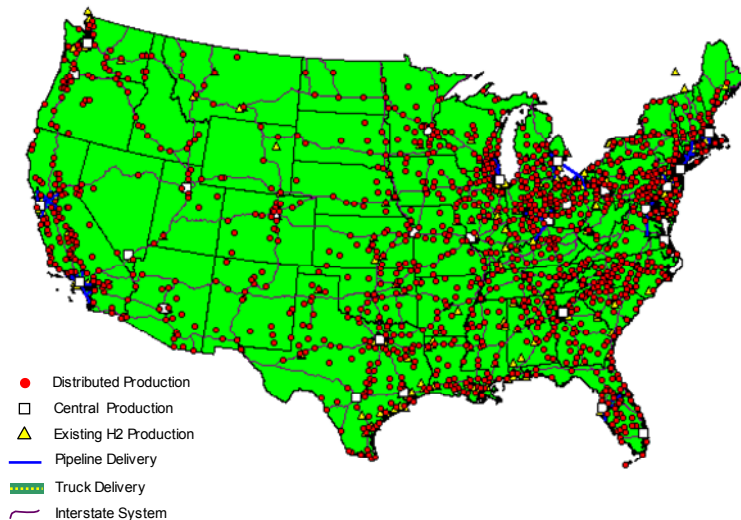 Distributed Production
Central Production
Existing H2 Production
Pipeline Delivery
Truck Delivery
Interstate System